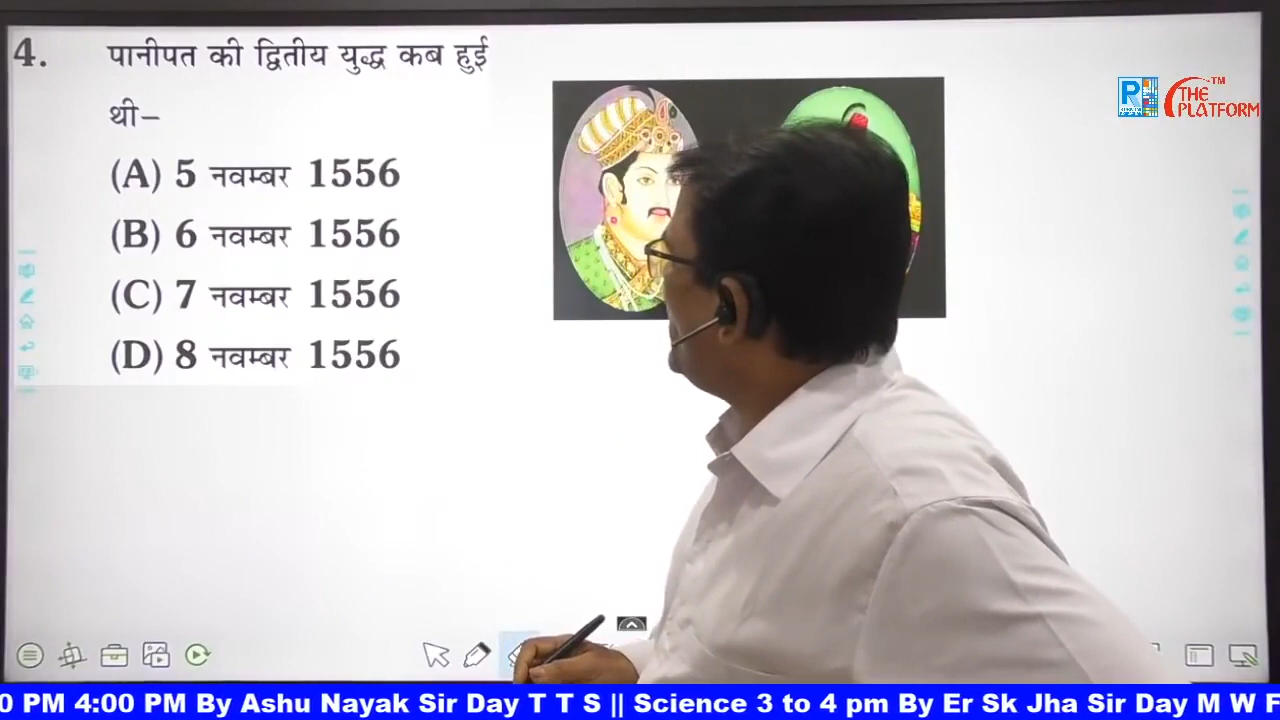 4. पानीपत की द्वितीय युद्ध कब हुई
थी–
(A) 5 नवम्बर 1556
(B) 6 नवम्बर 1556
(C) 7 नवम्बर 1556
(D) 8 नवम्बर 1556
R THE
PLATFORM™
0 PM 4:00 PM By Ashu Nayak Sir Day T T S || Science 3 to 4 pm By Er Sk Jha Sir Day M W F